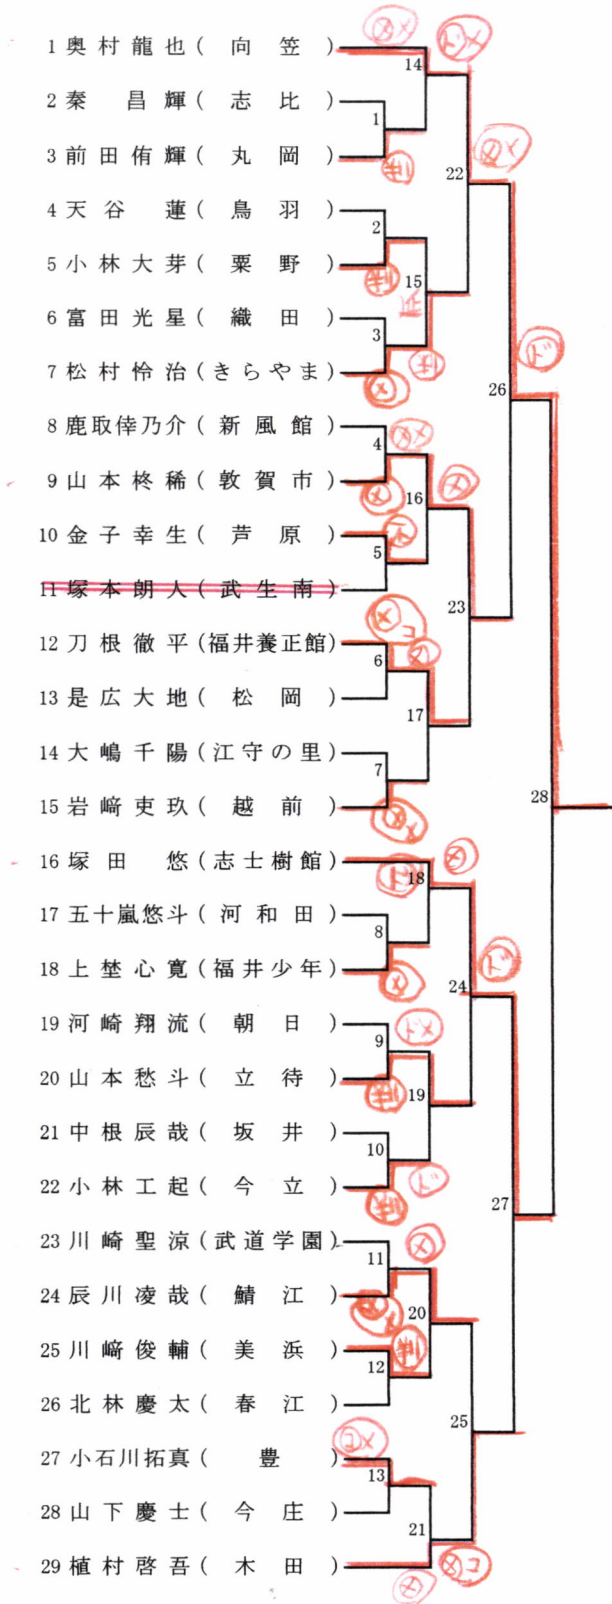 1 奥村龍也(向笠)
2 秦昌輝(志比)
3 前田侑輝(丸岡)
4 天谷蓮(鳥羽)
5 小林大芽(粟野)
6 富田光星(織田)
7 松村怜治(きらやま)
8 鹿取倖乃介(新風館)
9 山本柊稀(敦賀市)
10 金子幸生(芦原)
11 塚本朗人(武生南)
12 刀根徹平(福井養正館)
13 是広大地(松岡)
14 大嶋千陽(江守の里)
15 岩﨑吏玖(越前)
16 塚田悠(志士樹館)
17 五十嵐悠斗(河和田)
18 上埜心寛(福井少年)
19 河崎翔流(朝日)
20 山本愁斗(立待)
21 中根辰哉(坂井)
22 小林工起(今立)
23 川崎聖涼(武道学園)
24 辰川凌哉(鯖江)
25 川﨑俊輔(美浜)
26 北林慶太(春江)
27 小石川拓真(豊)
28 山下慶士(今庄)
29 植村啓吾(木田)
1
2
3
4
5
6
7
8
9
10
11
12
13
14
15
16
17
18
19
20
21
22
23
24
25
26
27
28